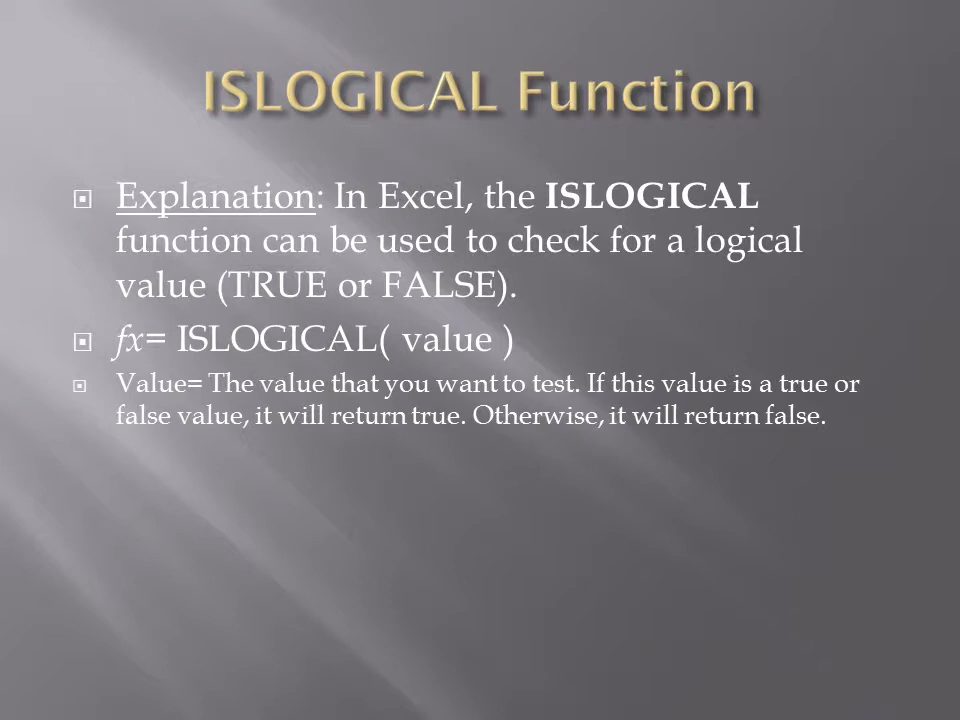 ISLOGICAL Function
Explanation: In Excel, the ISLOGICAL
function can be used to check for a logical
value (TRUE or FALSE).
fx= ISLOGICAL( value )
Value= The value that you want to test. If this value is a true or
false value, it will return true. Otherwise, it will return false.